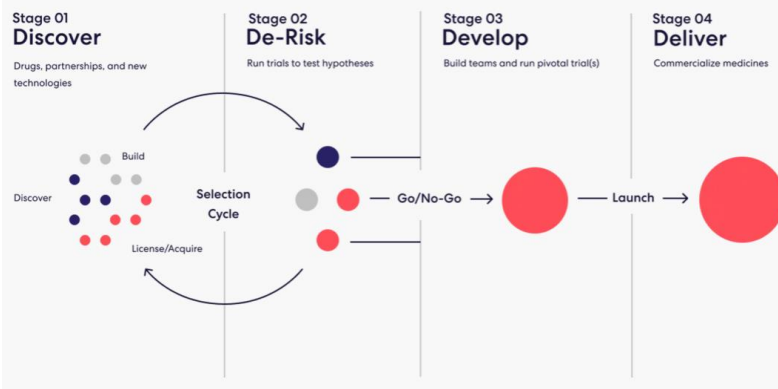 Stage 01
Discover
Drugs, partnerships, and new
technologies
Stage 02
De-Risk
Run trials to test hypotheses
Stage 03
Develop
Build teams and run pivotal trial(s)
Stage 04
Deliver
Commercialize medicines
Build
Discover
License/Acquire
Selection
Cycle
Go/No-Go
Launch